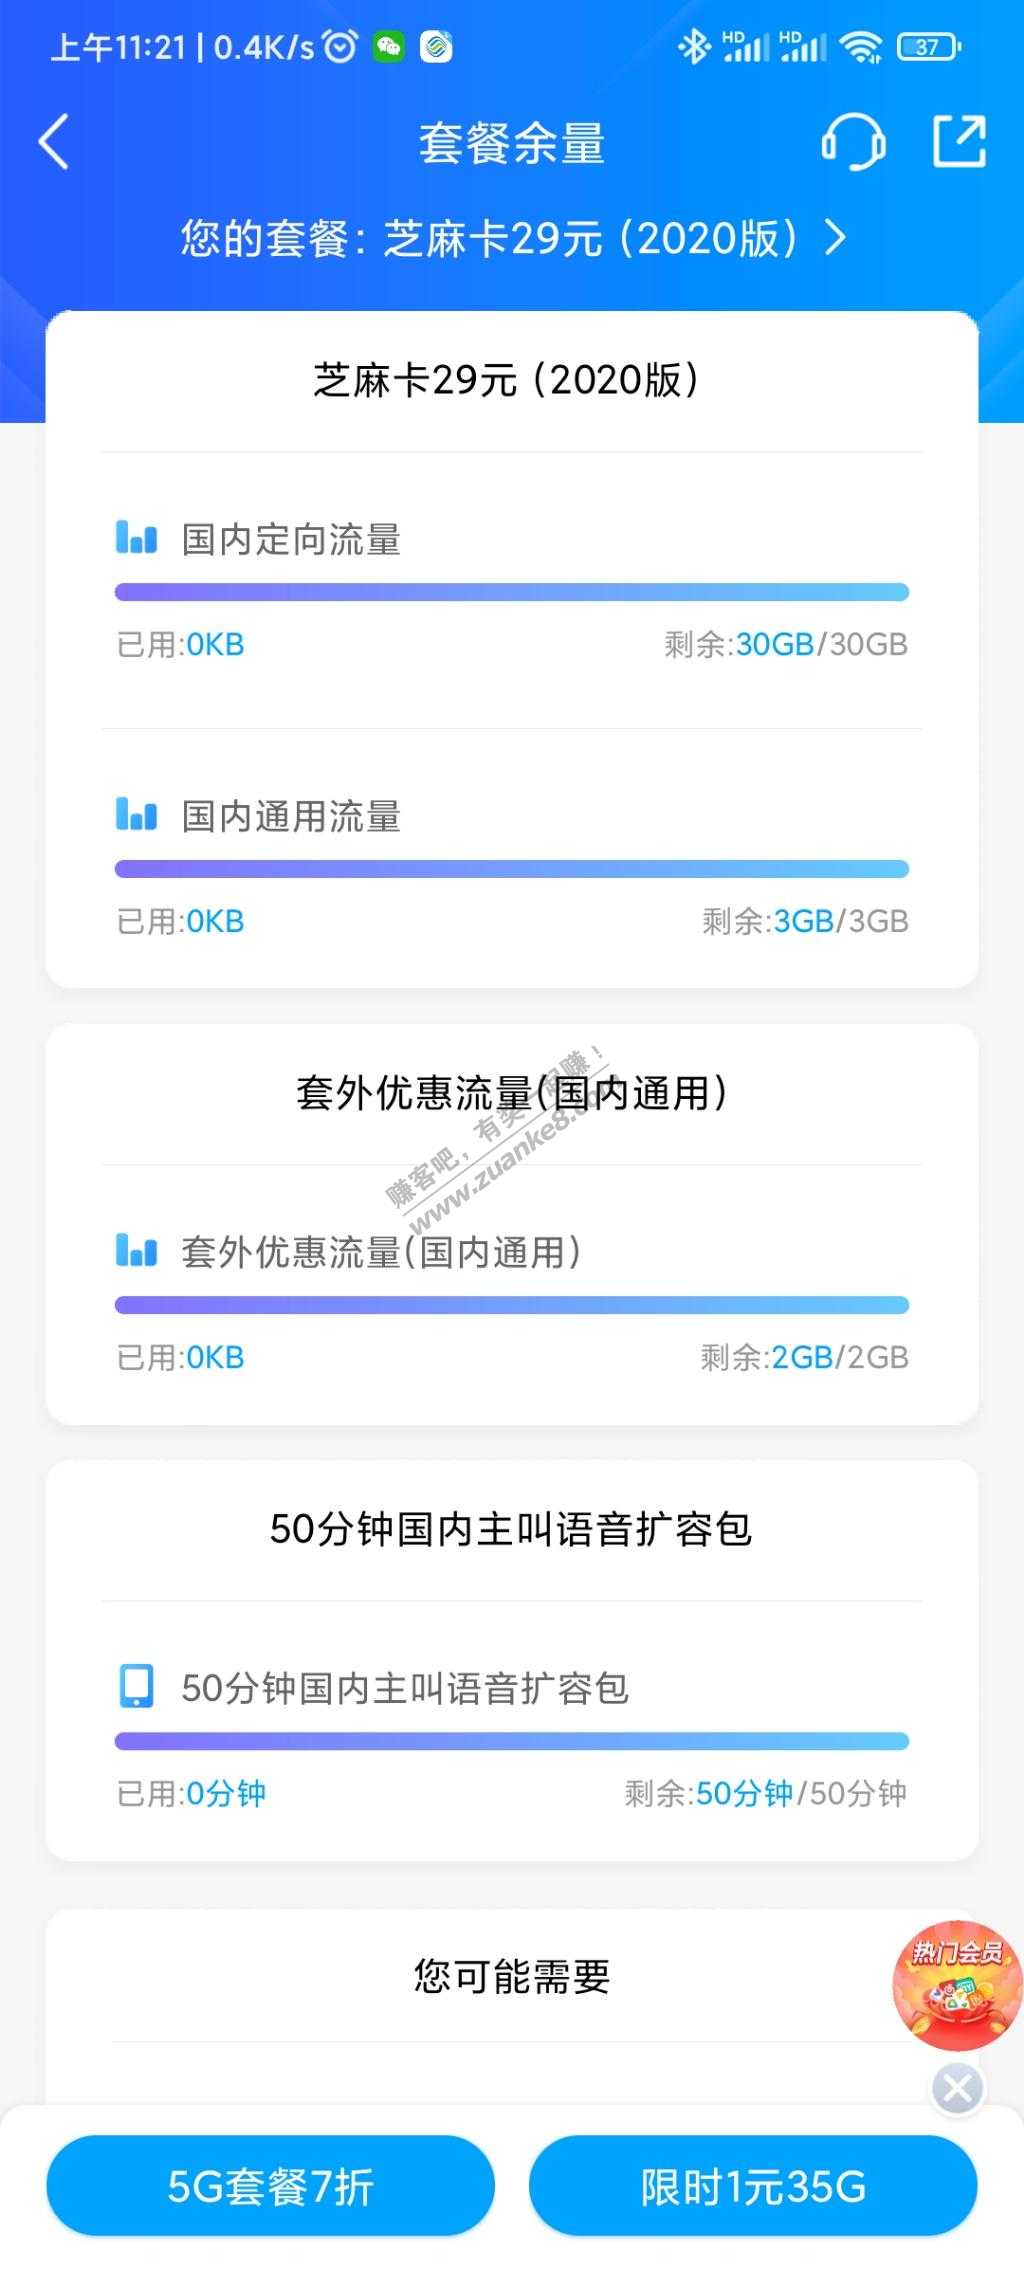 上午11:21 | 0.4K/s
HD HD 37
套餐余量
您的套餐: 芝麻卡29元 (2020版)
芝麻卡29元 (2020版)
国内定向流量
已用:0KB 剩余:30GB/30GB
国内通用流量
已用:0KB 剩余:3GB/3GB
套外优惠流量(国内通用)
赚客吧，有奖一起赚！
www.zuanke8.com
套外优惠流量(国内通用)
已用:0KB 剩余:2GB/2GB
50分钟国内主叫语音扩容包
50分钟国内主叫语音扩容包
已用:0分钟 剩余:50分钟/50分钟
您可能需要
热门会员
5G套餐7折 限时1元35G